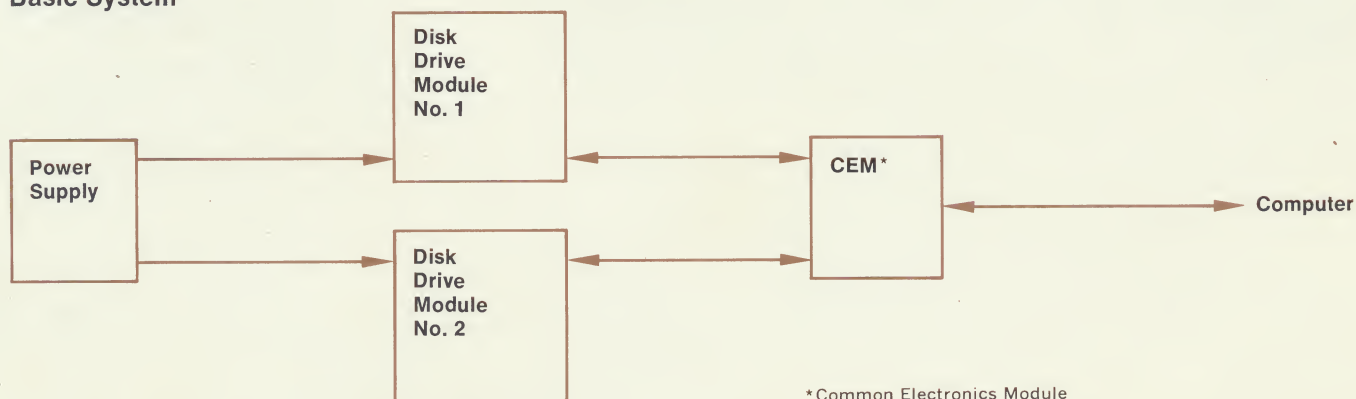 Basic System
Disk
Drive
Module
No. 1
Power
Supply
CEM*
Computer
Disk
Drive
Module
No. 2
*Common Electronics Module